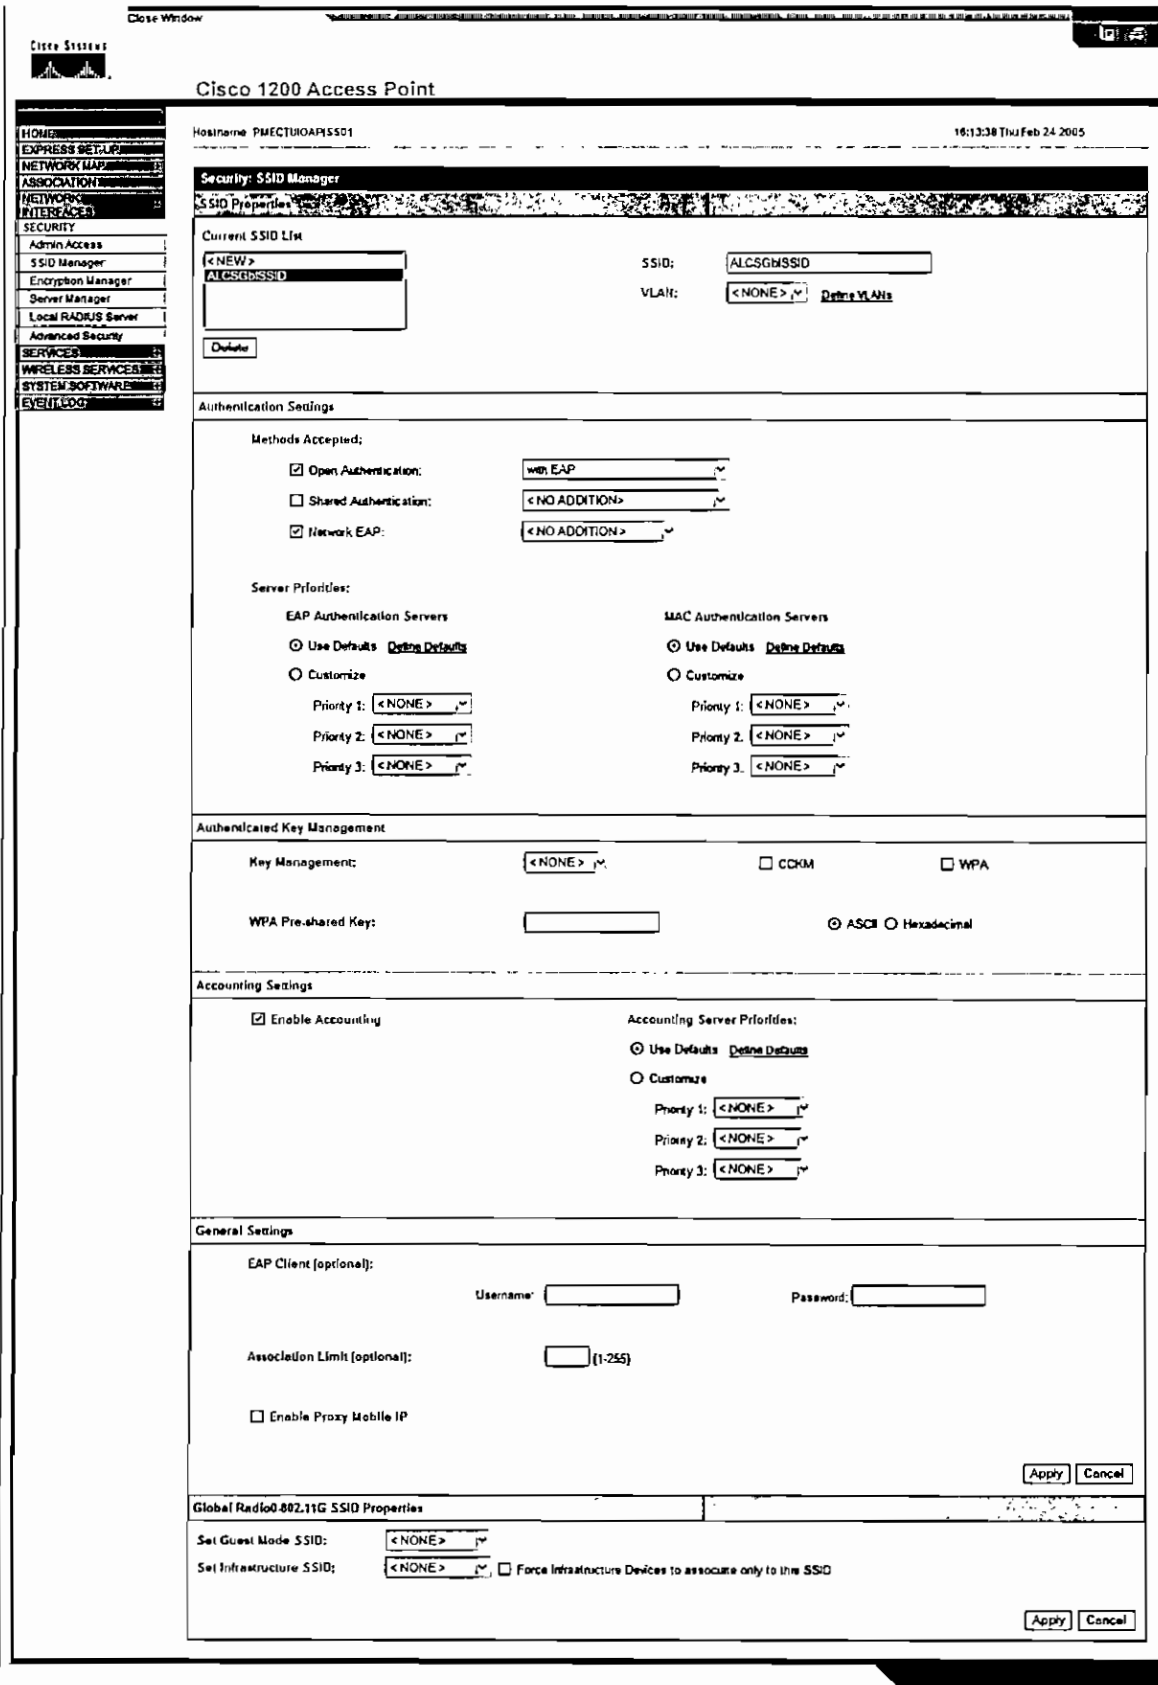 Close Window
Cisco Systems
Cisco 1200 Access Point
Hostname PMECTUIOAPISS01
16:13:38 Thu Feb 24 2005
HOME
EXPRESS SET-UP
NETWORK MAP
ASSOCIATION
NETWORK
INTERFACES
SECURITY
Admin Access
SSID Manager
Encryption Manager
Server Manager
Local RADIUS Server
Advanced Security
SERVICES
WIRELESS SERVICES
SYSTEM SOFTWARE
EVENT LOG
Security: SSID Manager
SSID Properties
Current SSID List
<NEW>
ALCSGblSSID
SSID: ALCSGblSSID
VLAN: <NONE> Define VLANs
Delete
Authentication Settings
Methods Accepted:
Open Authentication: with EAP
Shared Authentication: <NO ADDITION>
Network EAP: <NO ADDITION>
Server Priorities:
EAP Authentication Servers MAC Authentication Servers
Use Defaults Define Defaults Use Defaults Define Defaults
Customize Customize
Priority 1: <NONE> Priority 1: <NONE>
Priority 2: <NONE> Priority 2. <NONE>
Priority 3: <NONE> Priority 3. <NONE>
Authenticated Key Management
Key Management: <NONE> CCKM WPA
WPA Pre-shared Key: ASCII Hexadecimal
Accounting Settings
Enable Accounting Accounting Server Priorities:
Use Defaults Define Defaults
Customize
Priority 1: <NONE>
Priority 2: <NONE>
Priority 3: <NONE>
General Settings
EAP Client (optional):
Username: Password:
Association Limit (optional): (1-255)
Enable Proxy Mobile IP
Apply Cancel
Global Radio0-802.11G SSID Properties
Set Guest Mode SSID: <NONE>
Set Infrastructure SSID: <NONE> Force Infrastructure Devices to associate only to this SSID
Apply Cancel